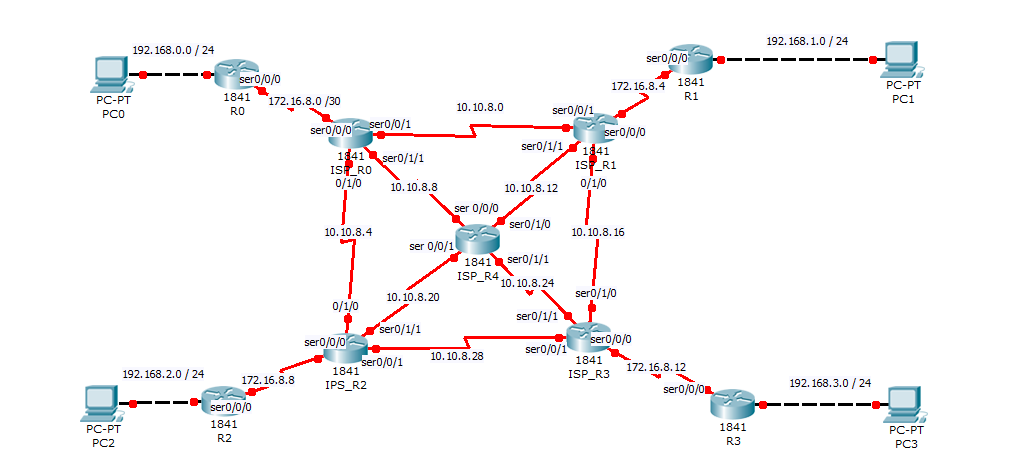 192.168.0.0 / 24
192.168.1.0 / 24
ser0/0/0
ser0/0/0
PC-PT
PC0
1841
R0
172.16.8.0 /30
10.10.8.0
172.16.8.4
1841
R1
PC-PT
PC1
ser0/0/0
ser0/0/1
ser0/0/1
ser0/0/0
1841
ISP_R0
ser0/1/1
ser0/1/1
1841
ISP_R1
0/1/0
10.10.8.8
10.10.8.12
0/1/0
ser 0/0/0
ser0/1/0
10.10.8.4
10.10.8.16
ser 0/0/1
1841
ISP_R4
ser0/1/1
10.10.8.24
10.10.8.20
ser0/1/0
0/1/0
ser0/1/1
ser0/1/1
ser0/0/0
ser0/0/1
10.10.8.28
ser0/0/1
ser0/0/0
1841
IPS_R2
1841
ISP_R3
192.168.2.0 / 24
172.16.8.8
172.16.8.12
192.168.3.0 / 24
ser0/0/0
ser0/0/0
PC-PT
PC2
1841
R2
1841
R3
PC-PT
PC3